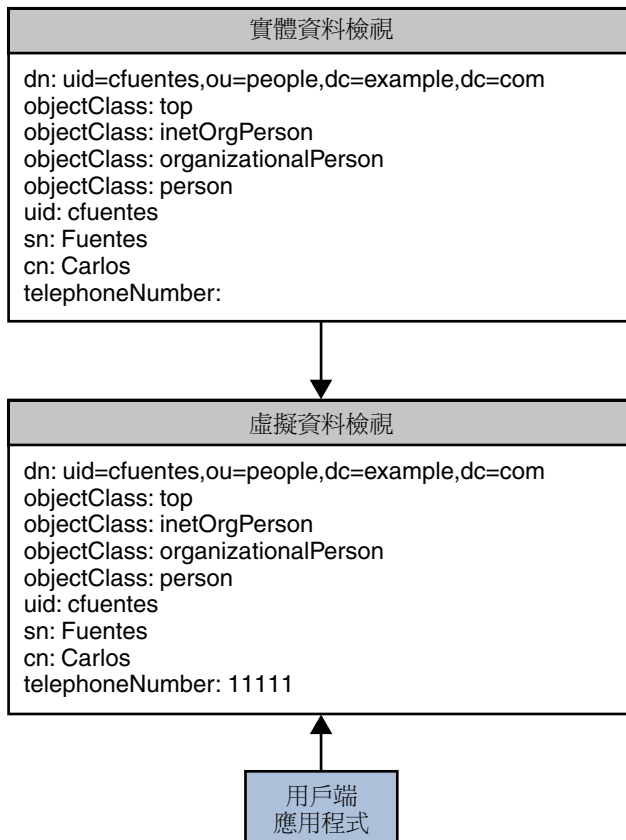 實體資料檢視
dn: uid=cfuentes,ou=people,dc=example,dc=com
objectClass: top
objectClass: inetOrgPerson
objectClass: organizationalPerson
objectClass: person
uid: cfuentes
sn: Fuentes
cn: Carlos
telephoneNumber:
虛擬資料檢視
dn: uid=cfuentes,ou=people,dc=example,dc=com
objectClass: top
objectClass: inetOrgPerson
objectClass: organizationalPerson
objectClass: person
uid: cfuentes
sn: Fuentes
cn: Carlos
telephoneNumber: 11111
用戶端
應用程式